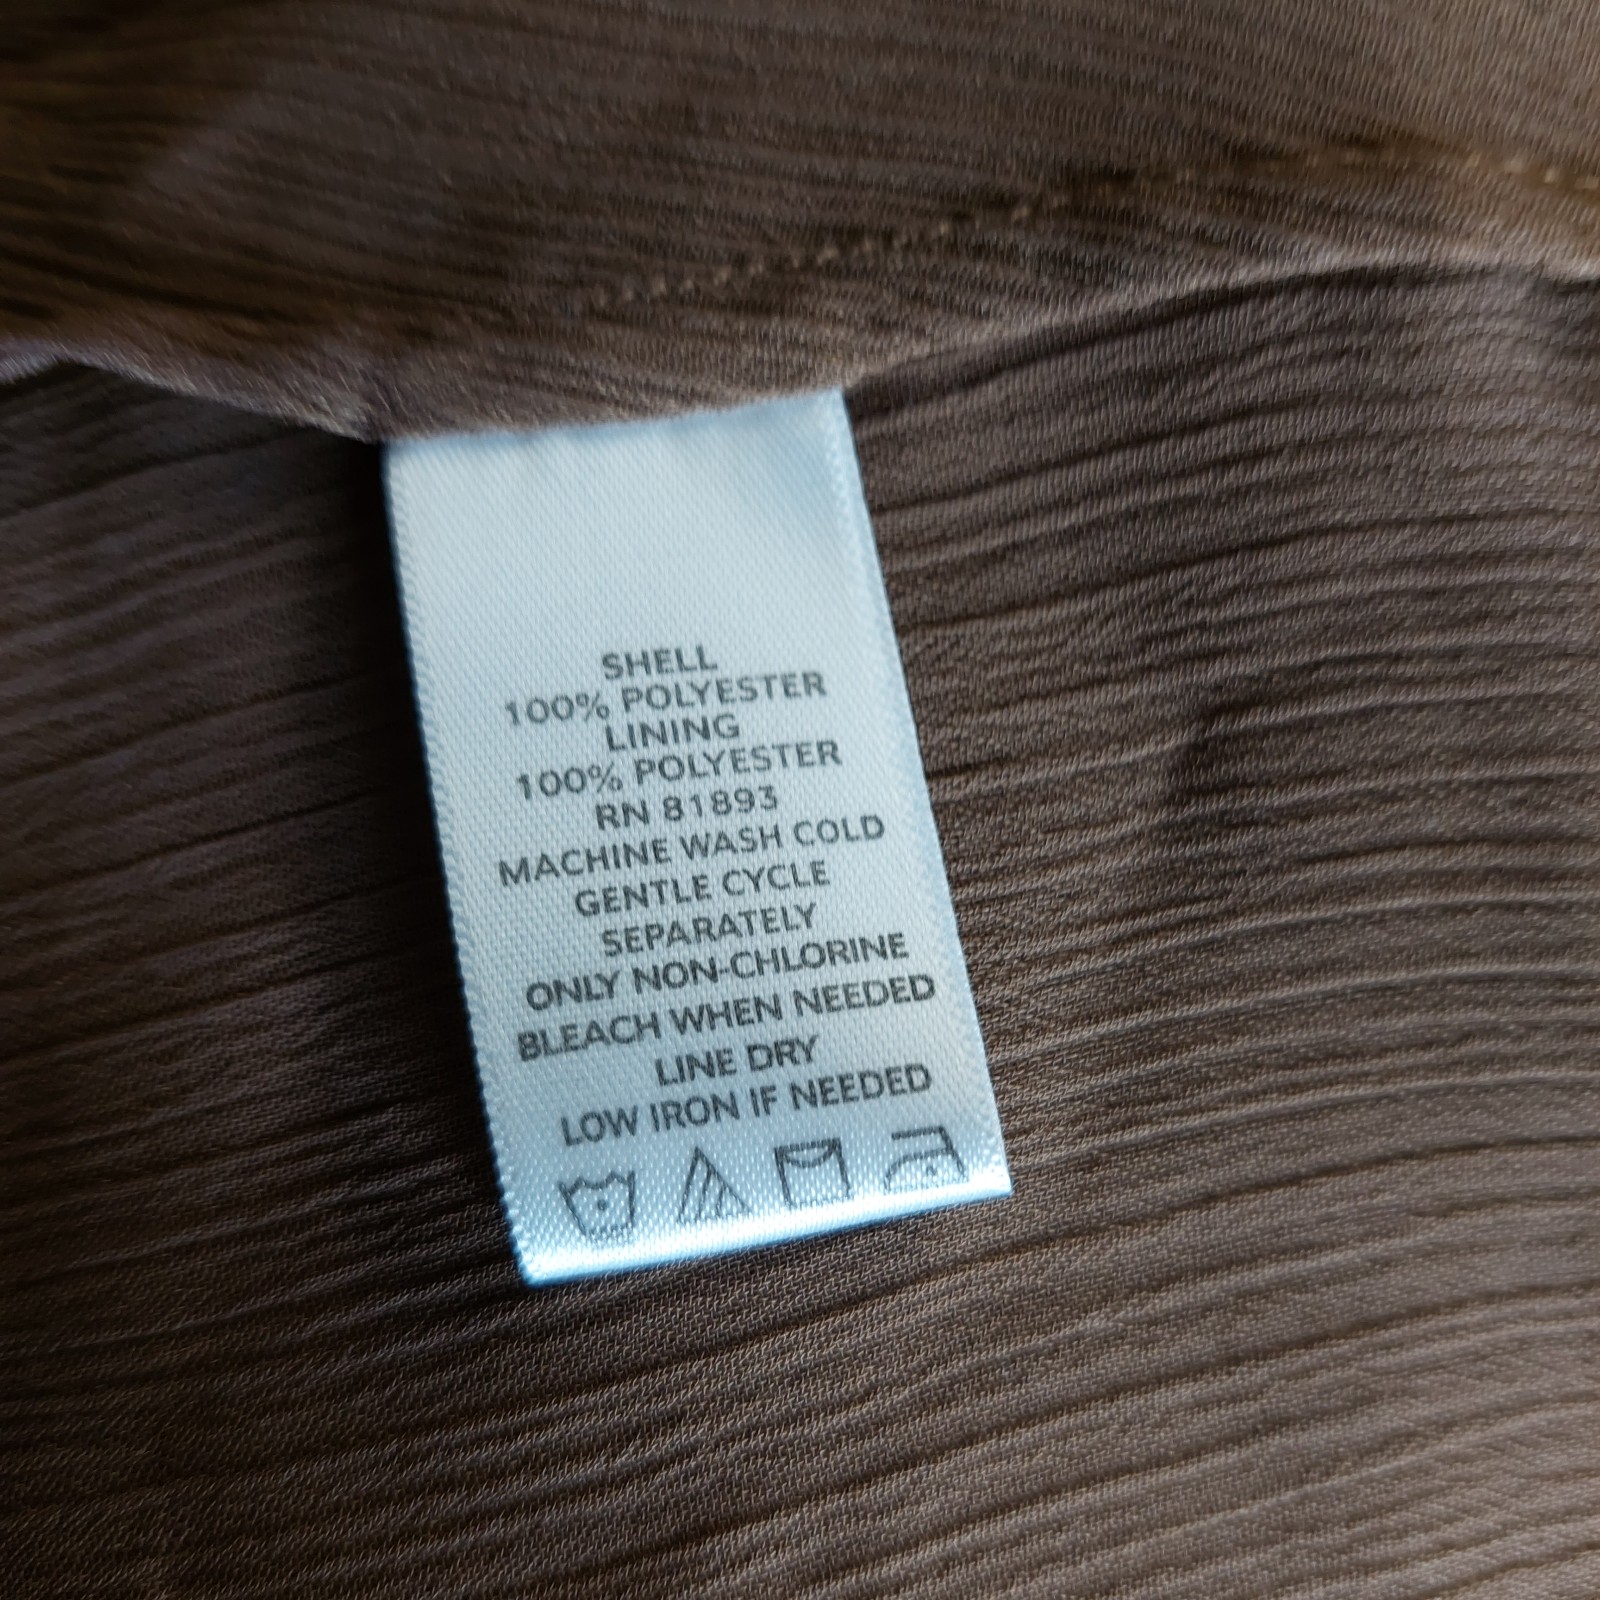 SHELL
100% POLYESTER
LINING
100% POLYESTER
RN 81893
MACHINE WASH COLD
GENTLE CYCLE
SEPARATELY
ONLY NON-CHLORINE
BLEACH WHEN NEEDED
LINE DRY
LOW IRON IF NEEDED